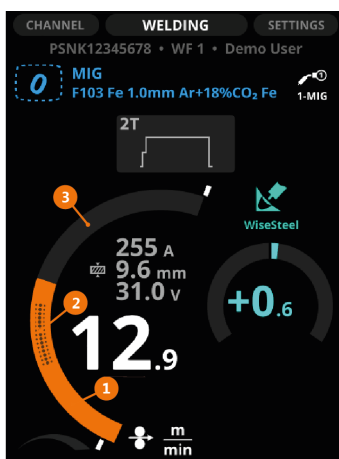 CHANNEL WELDING SETTINGS
PSNK12345678 • WF 1 • Demo User
0 MIG
F103 Fe 1.0mm Ar+18%CO₂ Fe
1
1-MIG
2T
3
WiseSteel
255 A
9.6 mm
31.0 V
+0.6
2
12.9
1
m
min